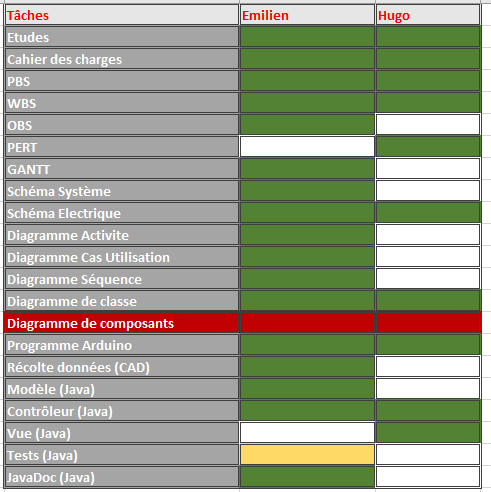 Tâches Emilien Hugo
Etudes
Cahier des charges
PBS
WBS
OBS
PERT
GANTT
Schéma Système
Schéma Electrique
Diagramme Activite
Diagramme Cas Utilisation
Diagramme Séquence
Diagramme de classe
Diagramme de composants
Programme Arduino
Récolte données (CAD)
Modèle (Java)
Contrôleur (Java)
Vue (Java)
Tests (Java)
JavaDoc (Java)